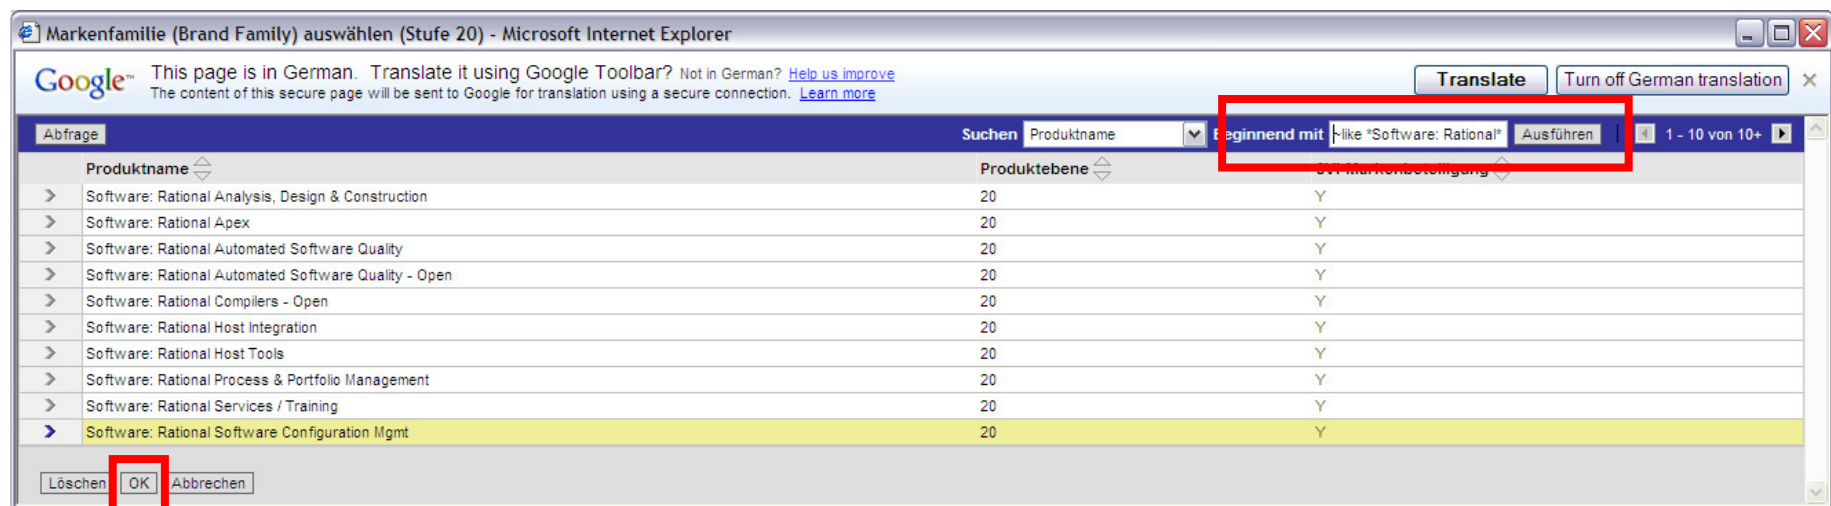 Markenfamilie (Brand Family) auswählen (Stufe 20) - Microsoft Internet Explorer
Google™ This page is in German. Translate it using Google Toolbar? Not in German? Help us improve
The content of this secure page will be sent to Google for translation using a secure connection. Learn more
Translate Turn off German translation
Abfrage Suchen Produktname Beginnend mit ~like *Software: Rational* Ausführen 1 - 10 von 10+
Produktname Produktebene
Software: Rational Analysis, Design & Construction 20 Y
Software: Rational Apex 20 Y
Software: Rational Automated Software Quality 20 Y
Software: Rational Automated Software Quality - Open 20 Y
Software: Rational Compilers - Open 20 Y
Software: Rational Host Integration 20 Y
Software: Rational Host Tools 20 Y
Software: Rational Process & Portfolio Management 20 Y
Software: Rational Services / Training 20 Y
Software: Rational Software Configuration Mgmt 20 Y
Löschen OK Abbrechen